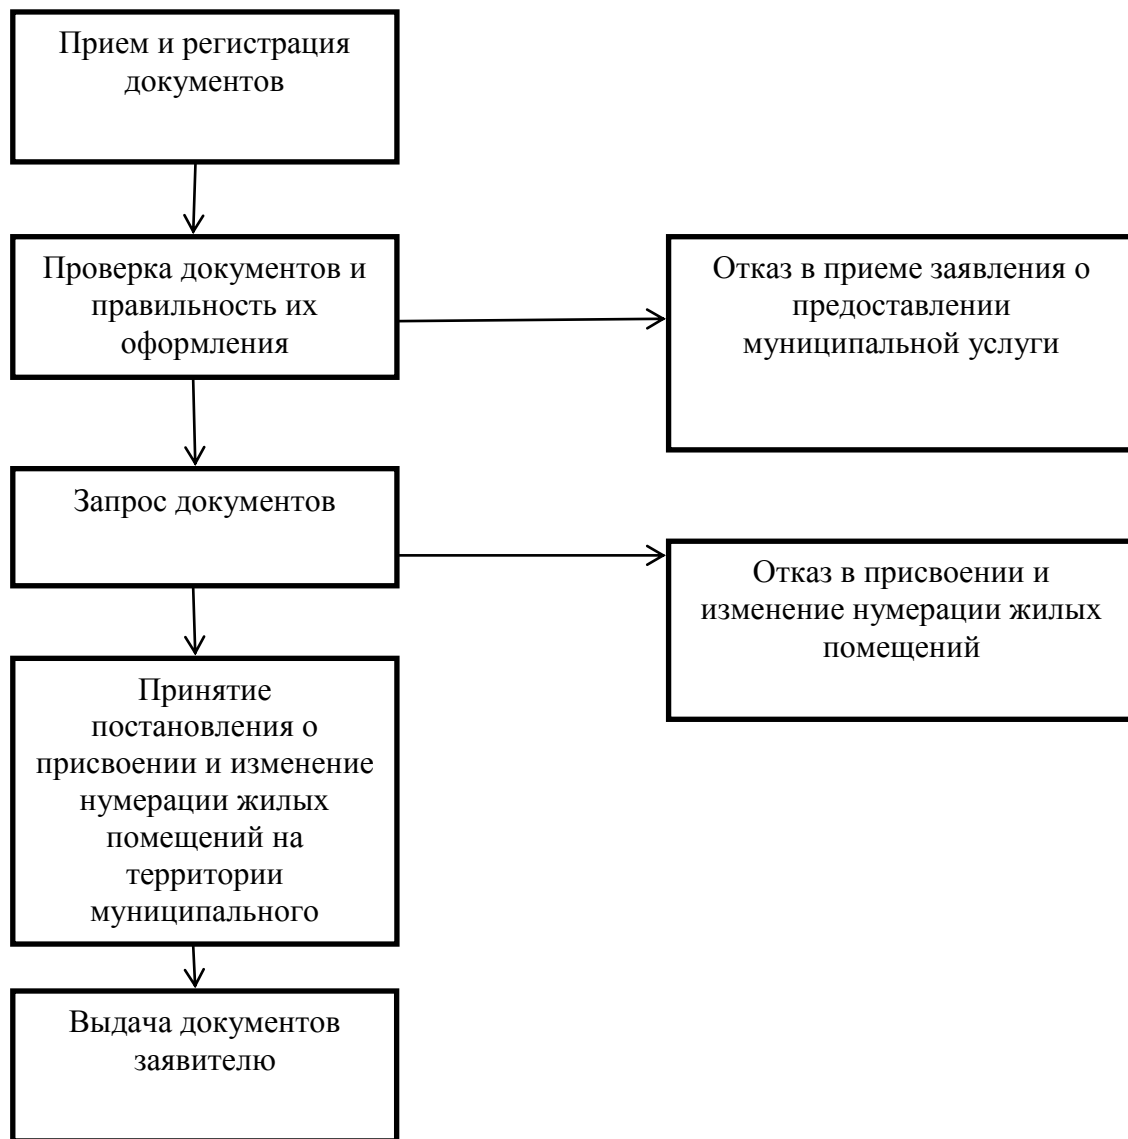 Прием и регистрация
документов
Проверка документов и
правильность их
оформления
Отказ в приеме заявления о
предоставлении
муниципальной услуги
Запрос документов
Отказ в присвоении и
изменение нумерации жилых
помещений
Принятие
постановления о
присвоении и изменение
нумерации жилых
помещений на
территории
муниципального
Выдача документов
заявителю